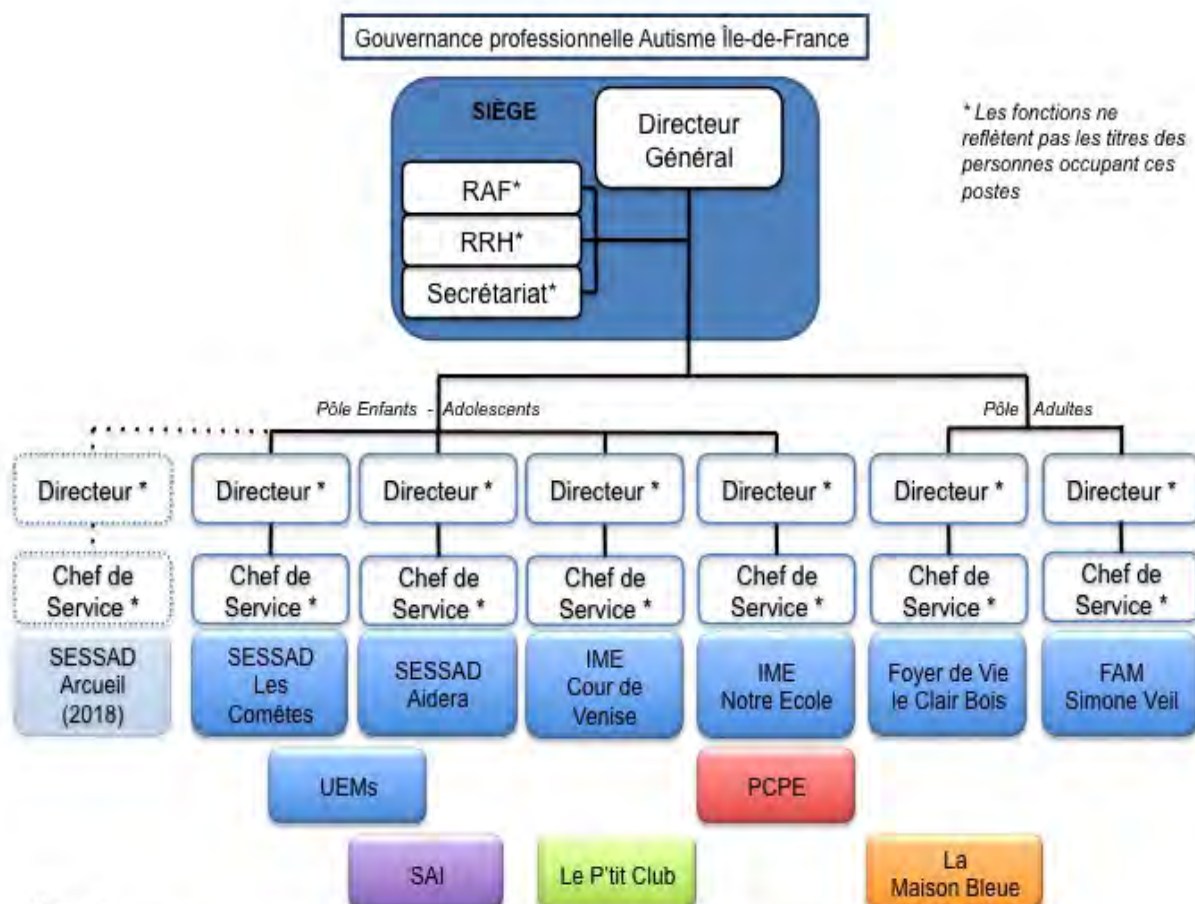 Gouvernance professionnelle Autisme Île-de-France
SIÈGE
Directeur
Général
* Les fonctions ne
reflètent pas les titres des
personnes occupant ces
postes
RAF*
RRH*
Secrétariat*
Pôle Enfants - Adolescents
Pôle Adultes
Directeur *
Directeur *
Directeur *
Directeur *
Directeur *
Directeur *
Directeur *
Chef de
Service *
Chef de
Service *
Chef de
Service *
Chef de
Service *
Chef de
Service *
Chef de
Service *
Chef de
Service *
SESSAD
Arcueil
(2018)
SESSAD
Les
Comêtes
SESSAD
Aidera
IME
Cour de
Venise
IME
Notre Ecole
Foyer de Vie
le Clair Bois
FAM
Simone Veil
UEMs
PCPE
SAI
Le P'tit Club
La
Maison Bleue